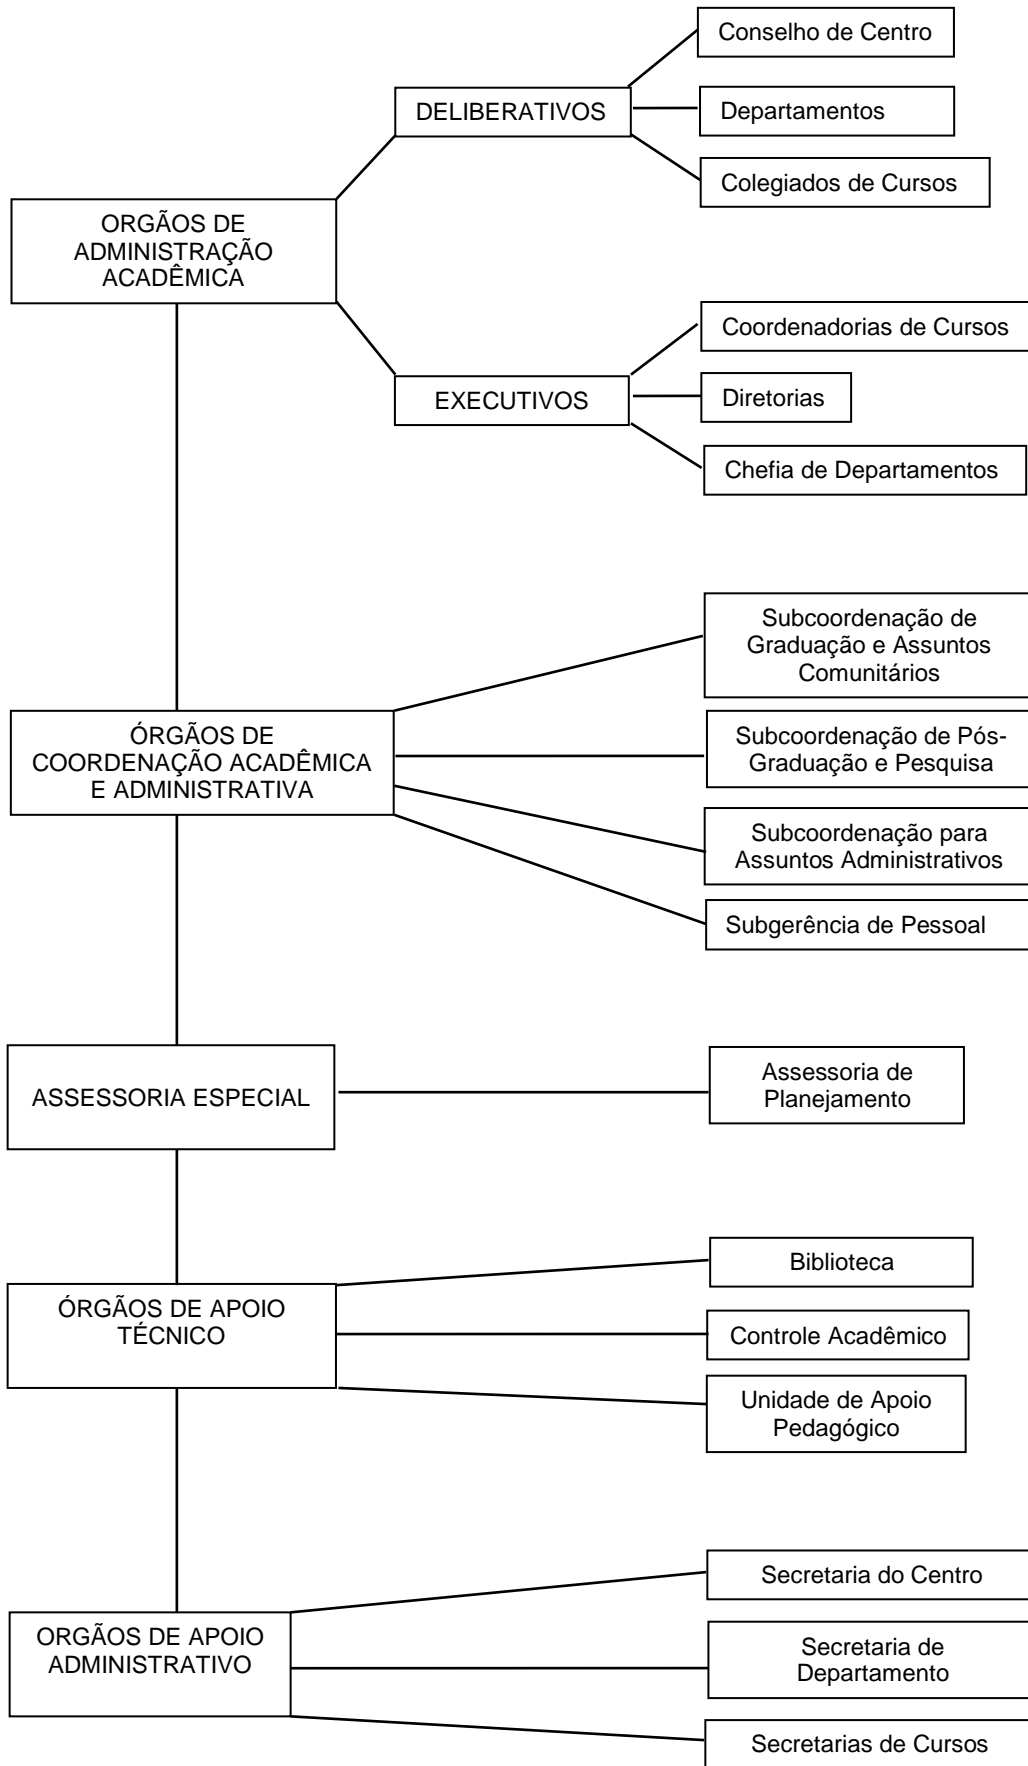 Conselho de Centro
DELIBERATIVOS
Departamentos
Colegiados de Cursos
ORGÃOS DE
ADMINISTRAÇÃO
ACADÊMICA
Coordenadorias de Cursos
EXECUTIVOS
Diretorias
Chefia de Departamentos
Subcoordenação de
Graduação e Assuntos
Comunitários
ÓRGÃOS DE
COORDENAÇÃO ACADÊMICA
E ADMINISTRATIVA
Subcoordenação de Pós-
Graduação e Pesquisa
Subcoordenação para
Assuntos Administrativos
Subgerência de Pessoal
ASSESSORIA ESPECIAL
Assessoria de
Planejamento
Biblioteca
ÓRGÃOS DE APOIO
TÉCNICO
Controle Acadêmico
Unidade de Apoio
Pedagógico
Secretaria do Centro
ORGÃOS DE APOIO
ADMINISTRATIVO
Secretaria de
Departamento
Secretarias de Cursos